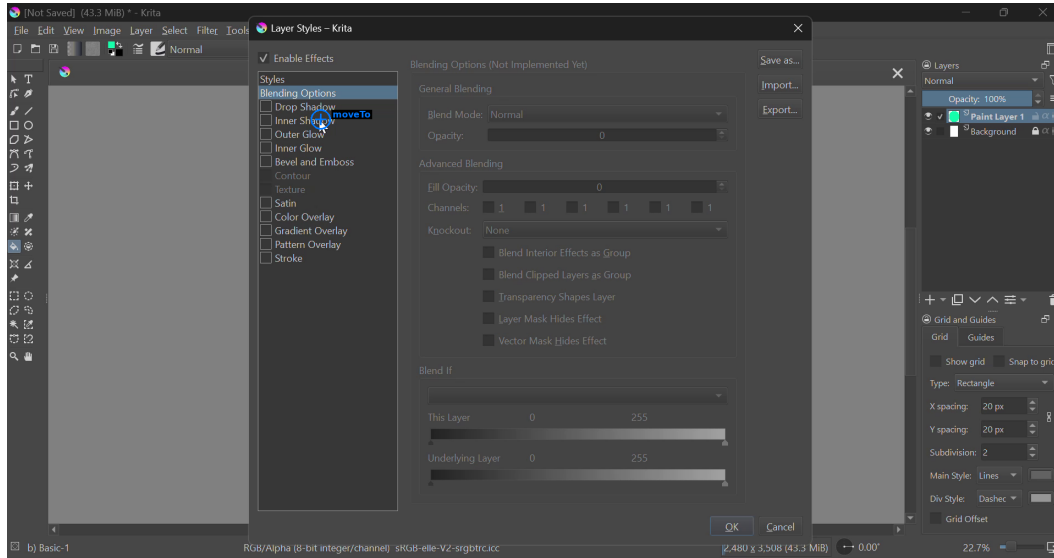 [Not Saved] (43.3 MiB) * - Krita
File Edit View Image Layer Select Filter Tools
Normal
Layer Styles – Krita
Enable Effects
Styles
Blending Options
Drop Shadow
Inner Shadow
moveTo
Outer Glow
Inner Glow
Bevel and Emboss
Contour
Texture
Satin
Color Overlay
Gradient Overlay
Pattern Overlay
Stroke
Blending Options (Not Implemented Yet)
General Blending
Blend Mode: Normal
Opacity: 0
Advanced Blending
Fill Opacity: 0
Channels: 1 1 1 1 1 1
Knockout: None
Blend Interior Effects as Group
Blend Clipped Layers as Group
Transparency Shapes Layer
Layer Mask Hides Effect
Vector Mask Hides Effect
Blend If
This Layer 0 255
Underlying Layer 0 255
Save as...
Import...
Export...
OK Cancel
Layers
Normal
Opacity: 100%
Paint Layer 1
Background
Grid and Guides
Grid Guides
Show grid Snap to grid
Type: Rectangle
X spacing: 20 px
Y spacing: 20 px
Subdivision: 2
Main Style: Lines
Div Style: Dashec
Grid Offset
b) Basic-1
RGB/Alpha (8-bit integer/channel) sRGB-elle-V2-srgbtrc.icc
2,480 x 3,508 (43.3 MiB)
0.00°
22.7%